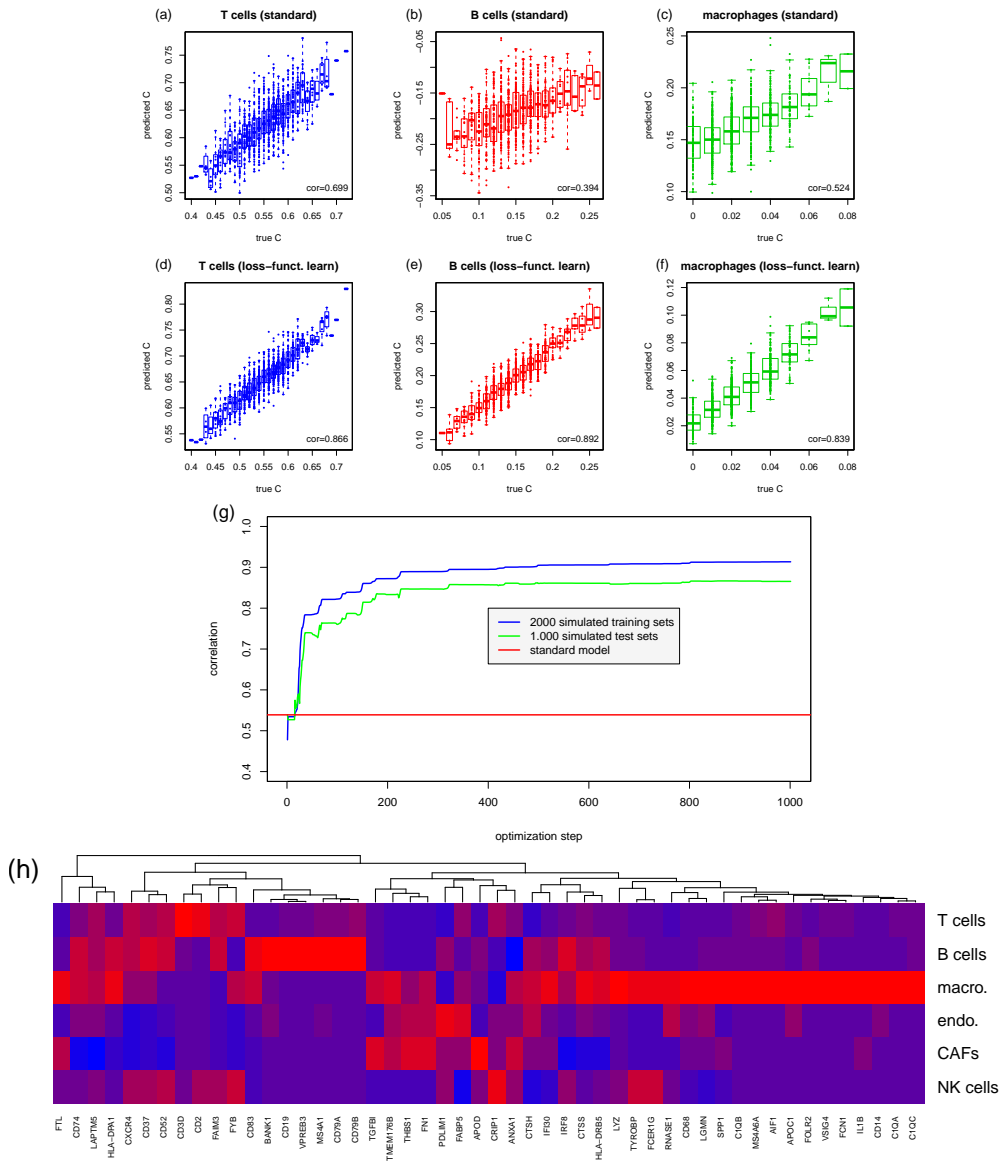 (a) T cells (standard)
predicted C
0.50 0.55 0.60 0.65 0.70 0.75
cor=0.699
0.4 0.45 0.5 0.55 0.6 0.65 0.7
true C
(b) B cells (standard)
predicted C
−0.35 −0.25 −0.15 −0.05
cor=0.394
0.05 0.1 0.15 0.2 0.25
true C
(c) macrophages (standard)
predicted C
0.10 0.15 0.20 0.25
cor=0.524
0 0.02 0.04 0.06 0.08
true C
(d) T cells (loss−funct. learn)
predicted C
0.55 0.60 0.65 0.70 0.75 0.80
cor=0.866
0.4 0.45 0.5 0.55 0.6 0.65 0.7
true C
(e) B cells (loss−funct. learn)
predicted C
0.10 0.15 0.20 0.25 0.30
cor=0.892
0.05 0.1 0.15 0.2 0.25
true C
(f) macrophages (loss−funct. learn)
predicted C
0.02 0.04 0.06 0.08 0.10 0.12
cor=0.839
0 0.02 0.04 0.06 0.08
true C
(g)
correlation
0.4 0.5 0.6 0.7 0.8 0.9 1.0
2000 simulated training sets
1.000 simulated test sets
standard model
0 200 400 600 800 1000
optimization step
(h)
T cells
B cells
macro.
endo.
CAFs
NK cells
FTL
CD74
LAPTM5
HLA−DPA1
CXCR4
CD37
CD52
CD3D
CD2
FAIM3
FYB
CD83
BANK1
CD19
VPREB3
MS4A1
CD79A
CD79B
TGFBI
TMEM176B
THBS1
FN1
PDLIM1
FABP5
APOD
CRIP1
ANXA1
CTSH
IFI30
IRF8
CTSS
HLA−DRB5
LYZ
TYROBP
FCER1G
RNASE1
CD68
LGMN
SPP1
C1QB
MS4A6A
AIF1
APOC1
FOLR2
VSIG4
FCN1
IL1B
CD14
C1QA
C1QC